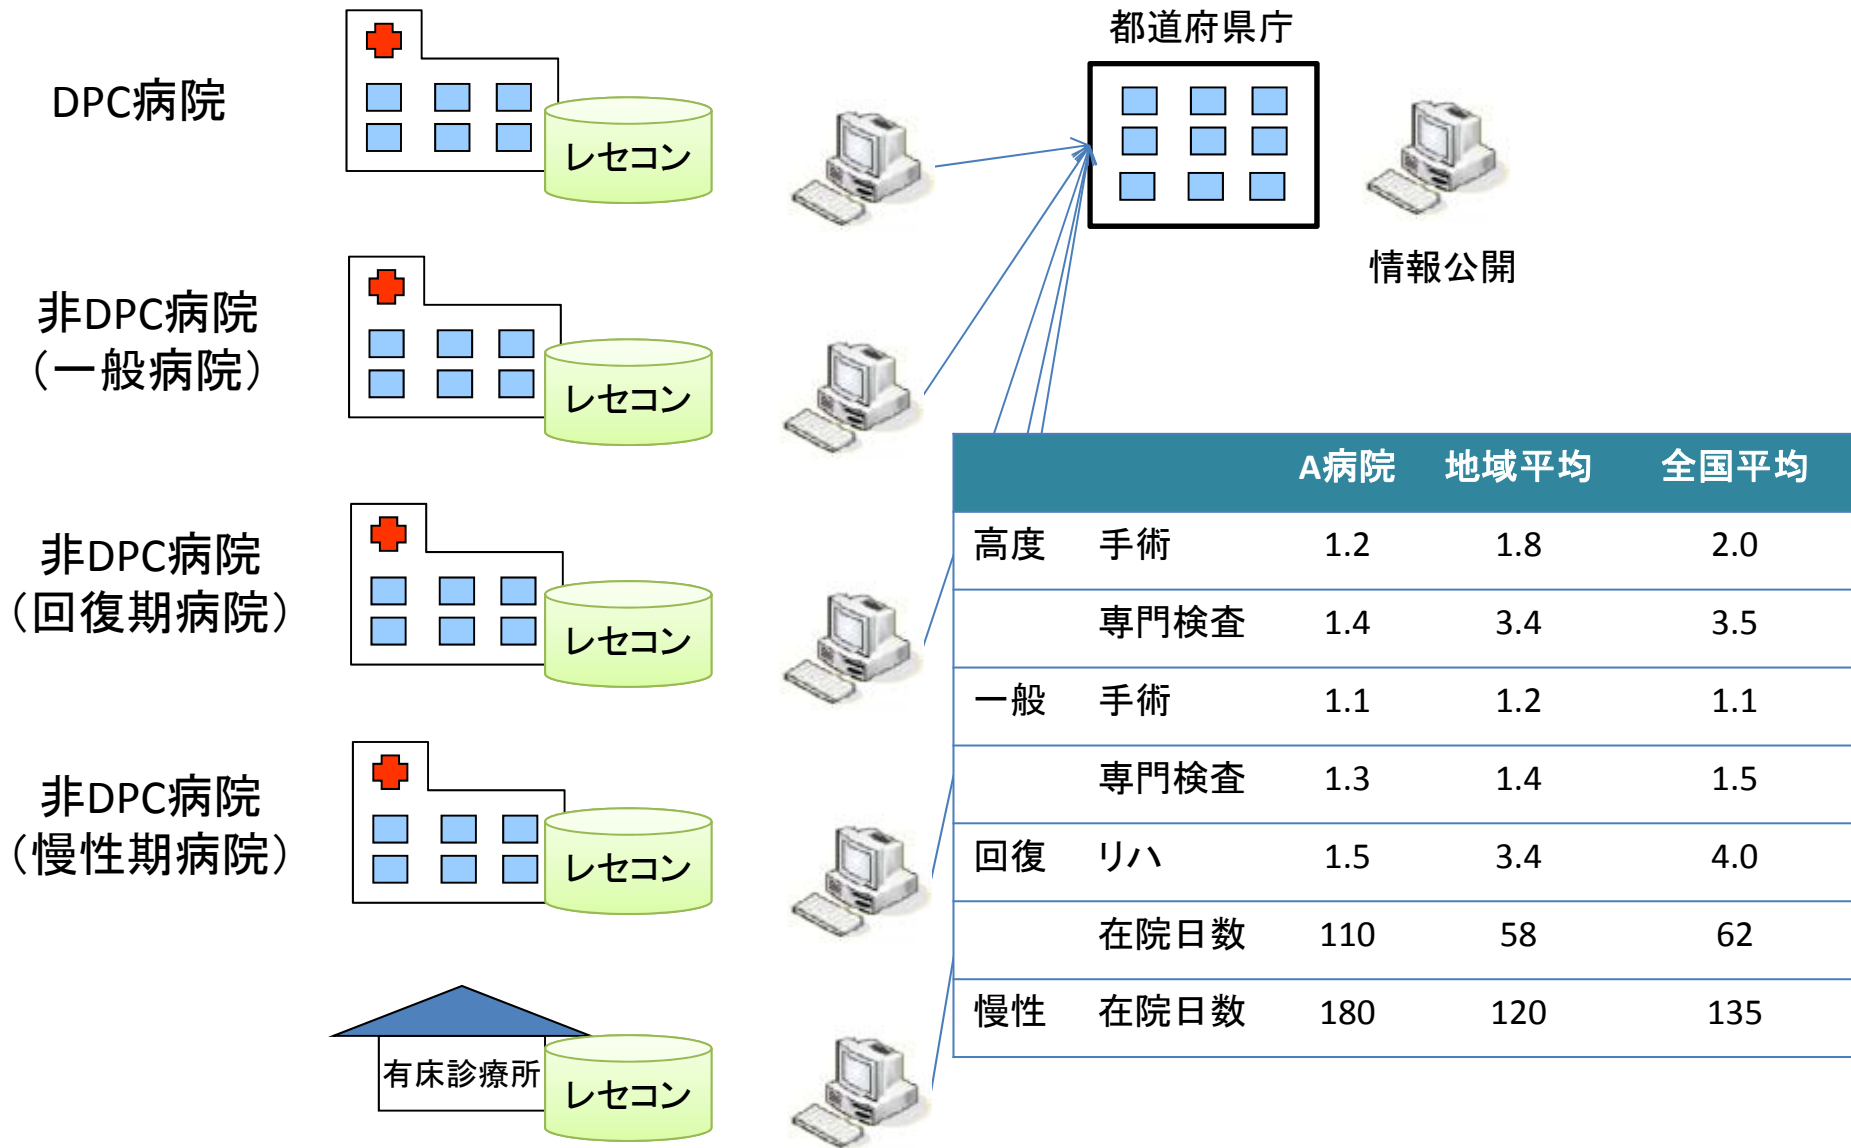 都道府県庁
DPC病院
レセコン
情報公開
非DPC病院
（一般病院）
レセコン
非DPC病院
（回復期病院）
レセコン
非DPC病院
（慢性期病院）
レセコン
有床診療所
レセコン
A病院 地域平均 全国平均
高度 手術 1.2 1.8 2.0
専門検査 1.4 3.4 3.5
一般 手術 1.1 1.2 1.1
専門検査 1.3 1.4 1.5
回復 リハ 1.5 3.4 4.0
在院日数 110 58 62
慢性 在院日数 180 120 135